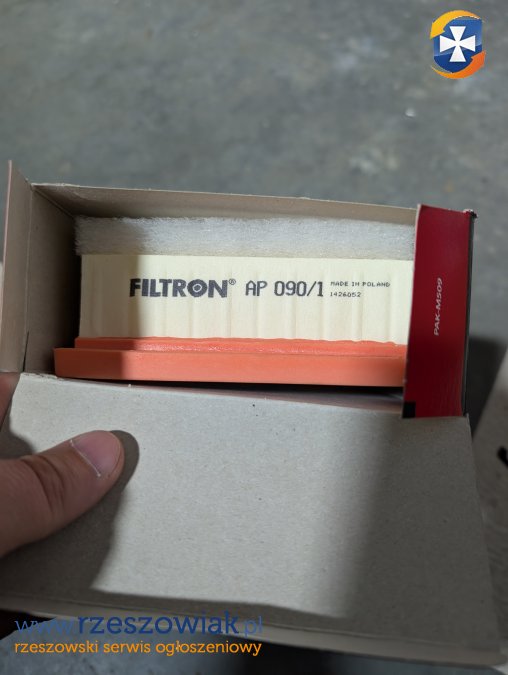 FILTRON® AP 090/1 MADE IN POLAND
1426052
PAK-M509
www.rzeszowiak.pl
rzeszowski serwis ogłoszeniowy